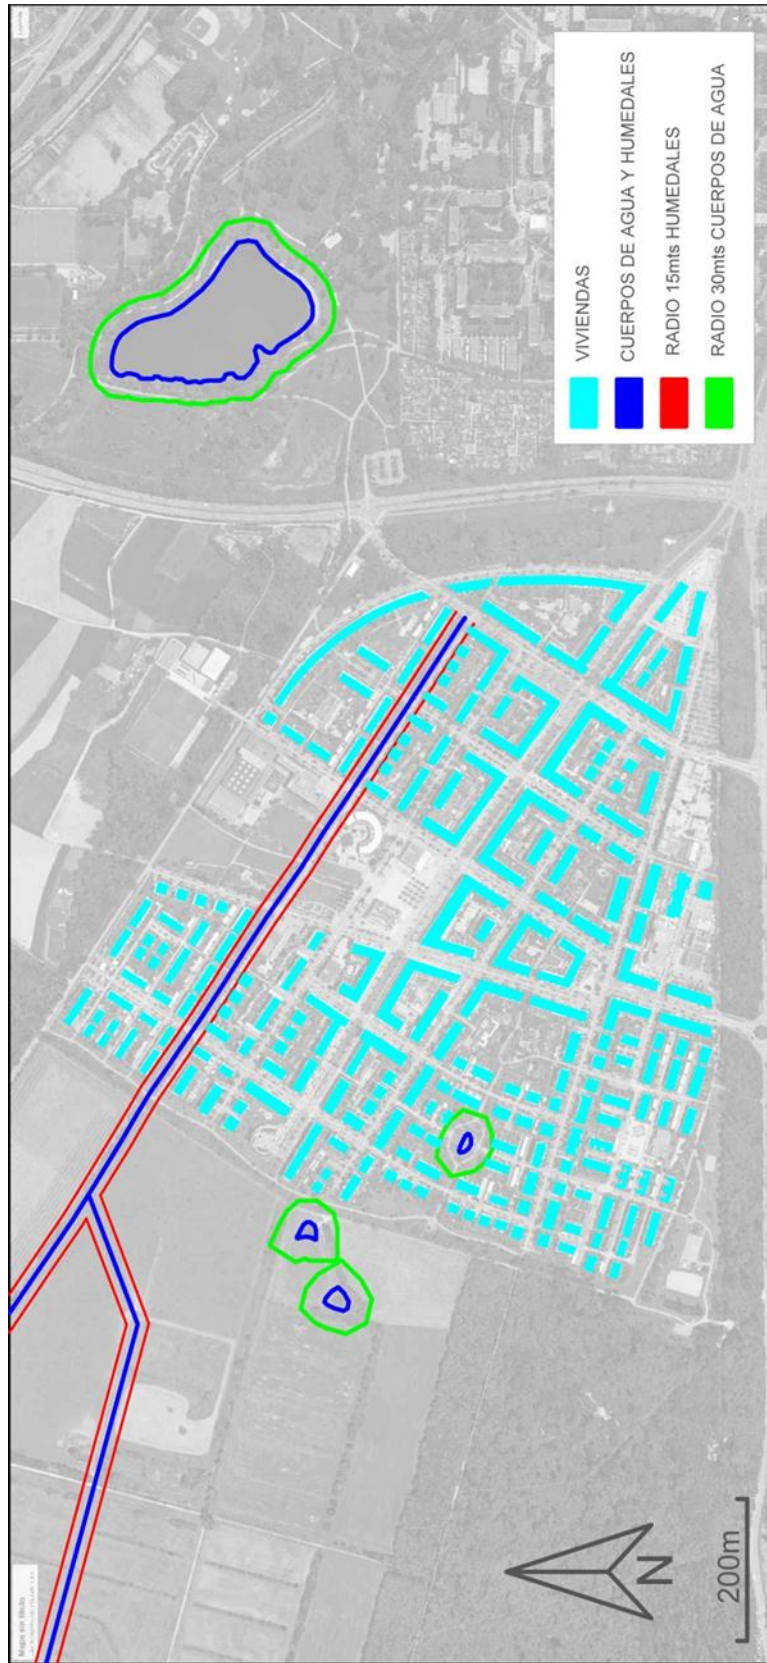 VIVIENDAS
CUERPOS DE AGUA Y HUMEDALES
RADIO 15mts HUMEDALES
RADIO 30mts CUERPOS DE AGUA
N
200m